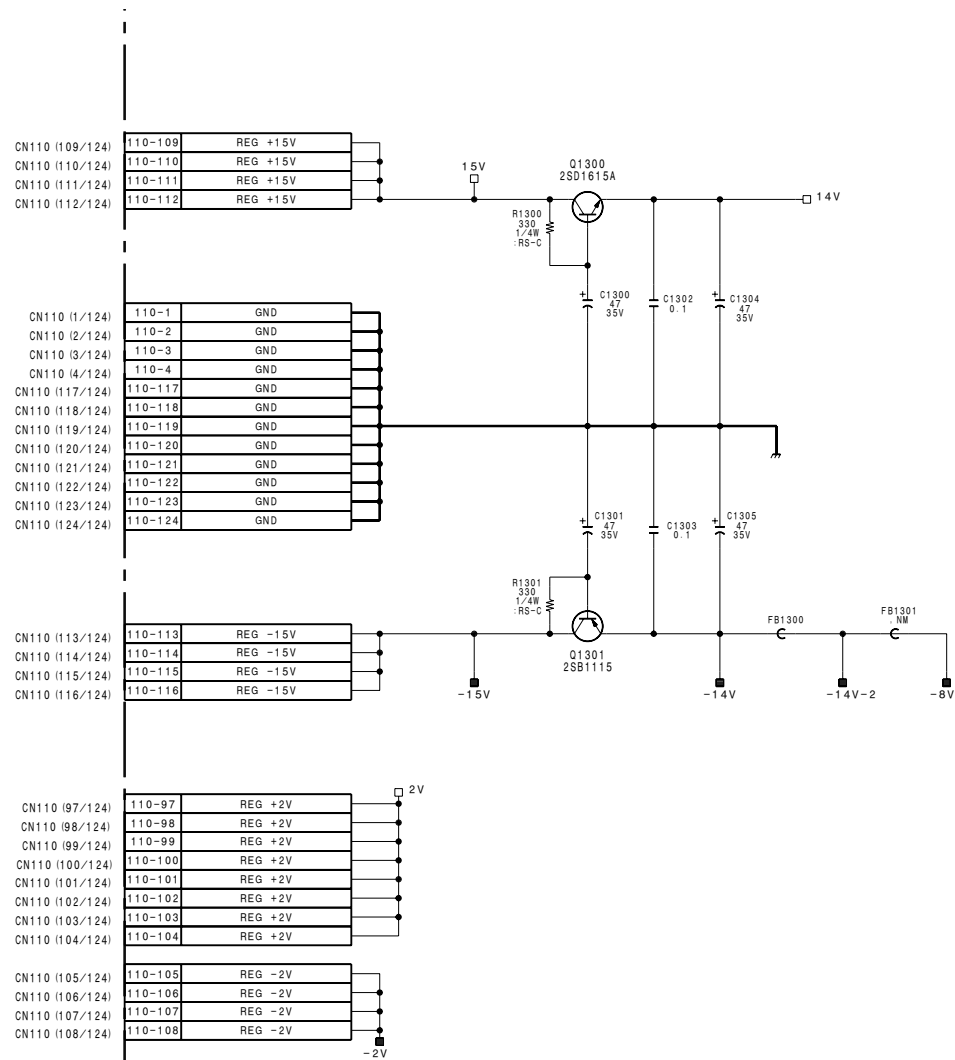 CN110 (109/124) 110-109 REG +15V
CN110 (110/124) 110-110 REG +15V
CN110 (111/124) 110-111 REG +15V
CN110 (112/124) 110-112 REG +15V
15V
Q1300
2SD1615A
14V
R1300
330
1/4W
:RS-C
C1300
47
35V
C1302
0.1
C1304
47
35V
CN110 (1/124) 110-1 GND
CN110 (2/124) 110-2 GND
CN110 (3/124) 110-3 GND
CN110 (4/124) 110-4 GND
CN110 (117/124) 110-117 GND
CN110 (118/124) 110-118 GND
CN110 (119/124) 110-119 GND
CN110 (120/124) 110-120 GND
CN110 (121/124) 110-121 GND
CN110 (122/124) 110-122 GND
CN110 (123/124) 110-123 GND
CN110 (124/124) 110-124 GND
C1301
47
35V
C1303
0.1
C1305
47
35V
R1301
330
1/4W
:RS-C
Q1301
2SB1115
FB1300
FB1301
. NM
CN110 (113/124) 110-113 REG -15V
CN110 (114/124) 110-114 REG -15V
CN110 (115/124) 110-115 REG -15V
CN110 (116/124) 110-116 REG -15V
-15V
-14V
-14V-2
-8V
2V
CN110 (97/124) 110-97 REG +2V
CN110 (98/124) 110-98 REG +2V
CN110 (99/124) 110-99 REG +2V
CN110 (100/124) 110-100 REG +2V
CN110 (101/124) 110-101 REG +2V
CN110 (102/124) 110-102 REG +2V
CN110 (103/124) 110-103 REG +2V
CN110 (104/124) 110-104 REG +2V
CN110 (105/124) 110-105 REG -2V
CN110 (106/124) 110-106 REG -2V
CN110 (107/124) 110-107 REG -2V
CN110 (108/124) 110-108 REG -2V
-2V